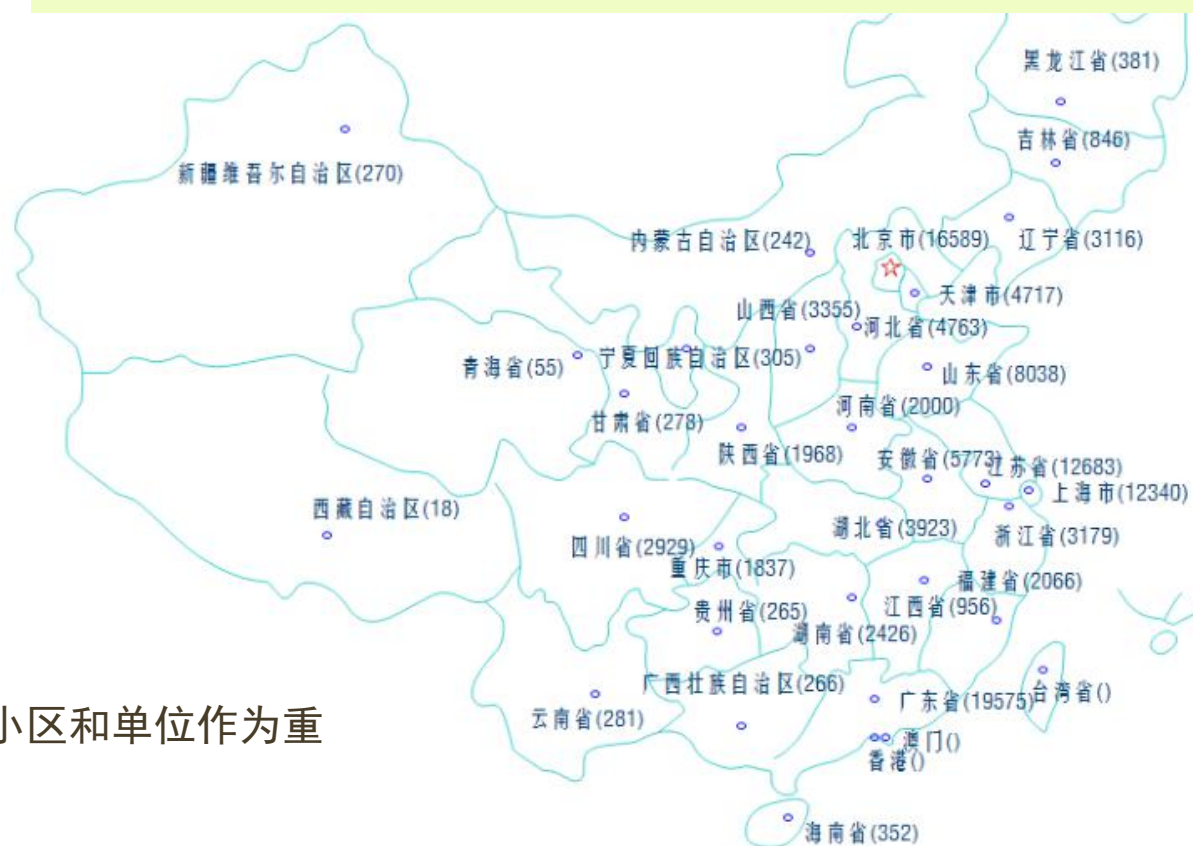 黑龙江省(381)
吉林省(846)
新疆维吾尔自治区(270)
内蒙古自治区(242)
北京市(16589)
辽宁省(3116)
天津市(4717)
山西省(3355)
河北省(4763)
青海省(55)
宁夏回族自治区(305)
山东省(8038)
甘肃省(278)
河南省(2000)
陕西省(1968)
安徽省(5773)
江苏省(12683)
上海市(12340)
西藏自治区(18)
湖北省(3923)
浙江省(3179)
四川省(2929)
重庆市(1837)
福建省(2066)
贵州省(265)
江西省(956)
湖南省(2426)
广西壮族自治区(266)
广东省(19575)
台湾省()
云南省(281)
小区和单位作为重
澳门()
香港()
海南省(352)